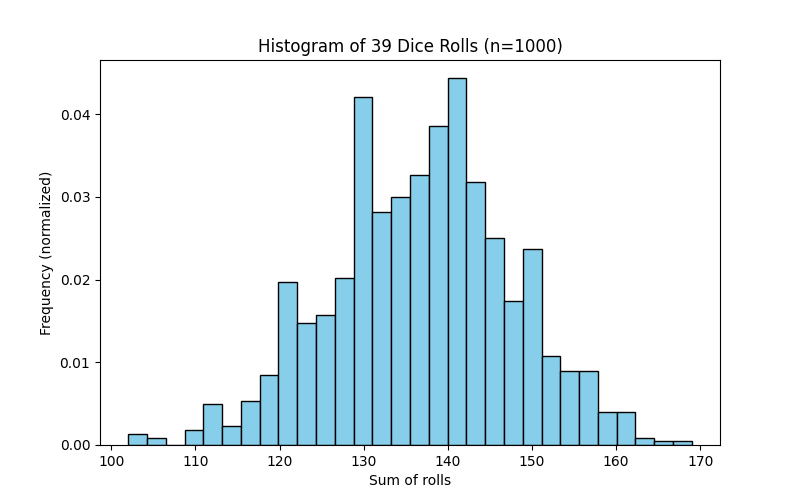 Histogram of 39 Dice Rolls (n=1000)
Frequency (normalized)
0.04
0.03
0.02
0.01
0.00
100 110 120 130 140 150 160 170
Sum of rolls